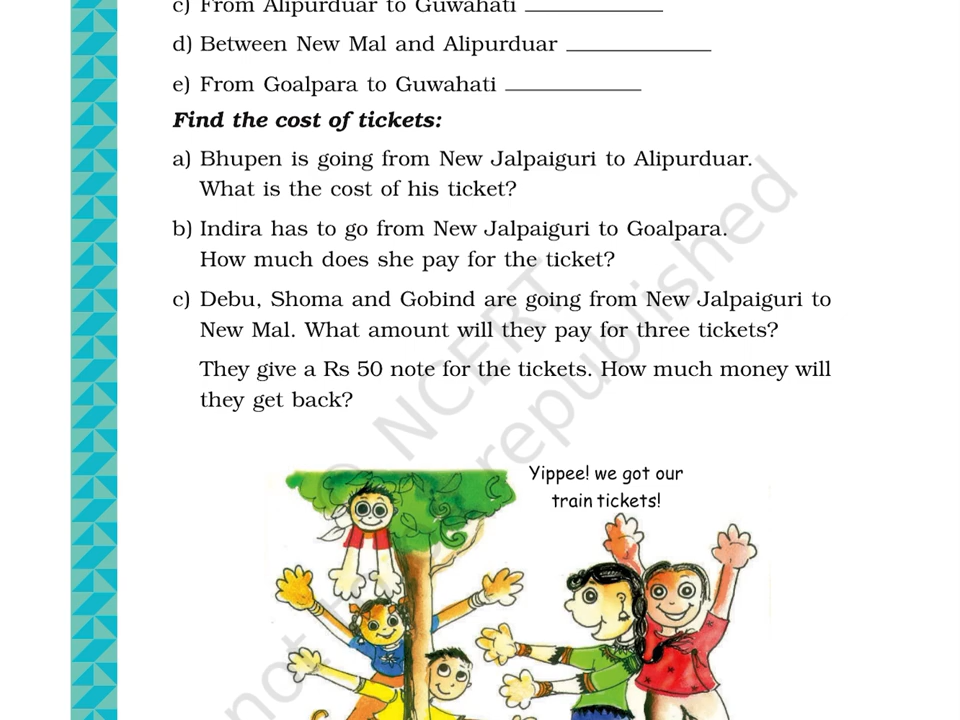 c) From Alipurduar to Guwahati
d) Between New Mal and Alipurduar
e) From Goalpara to Guwahati
Find the cost of tickets:
a) Bhupen is going from New Jalpaiguri to Alipurduar.
What is the cost of his ticket?
b) Indira has to go from New Jalpaiguri to Goalpara.
How much does she pay for the ticket?
c) Debu, Shoma and Gobind are going from New Jalpaiguri to
New Mal. What amount will they pay for three tickets?
They give a Rs 50 note for the tickets. How much money will
they get back?
Yippee! we got our
train tickets!
NCERT
not republished